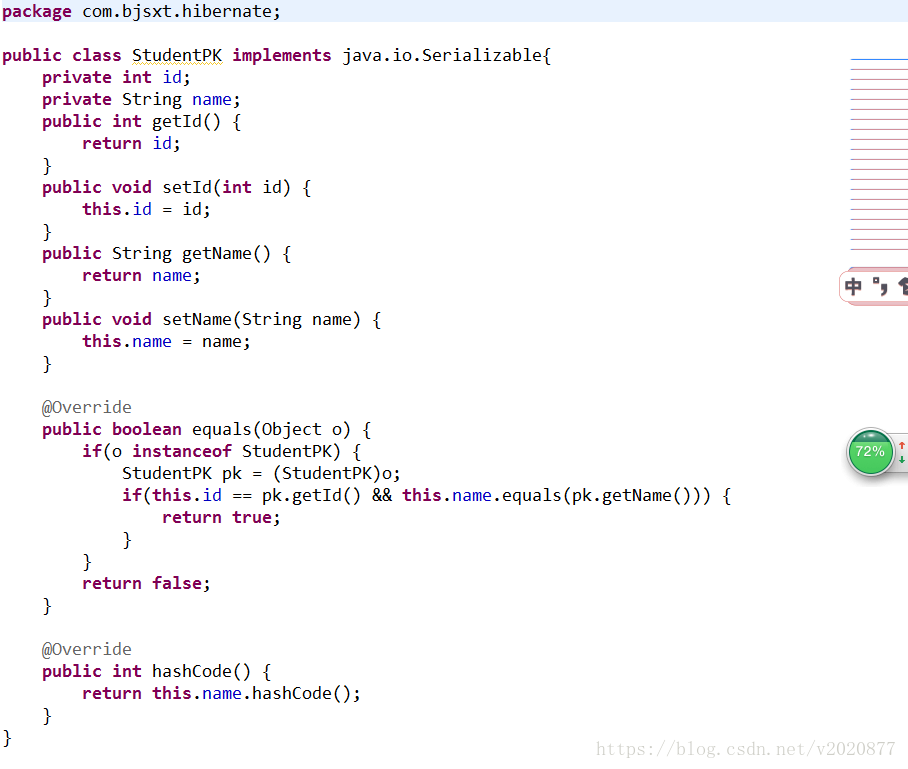 package com.bjsxt.hibernate;
public class StudentPK implements java.io.Serializable{
    private int id;
    private String name;
    public int getId() {
        return id;
    }
    public void setId(int id) {
        this.id = id;
    }
    public String getName() {
        return name;
    }
    public void setName(String name) {
        this.name = name;
    }
    @Override
    public boolean equals(Object o) {
        if(o instanceof StudentPK) {
            StudentPK pk = (StudentPK)o;
            if(this.id == pk.getId() && this.name.equals(pk.getName())) {
                return true;
            }
        }
        return false;
    }
    @Override
    public int hashCode() {
        return this.name.hashCode();
    }
}
中 °,
72%
https://blog.csdn.net/v2020877